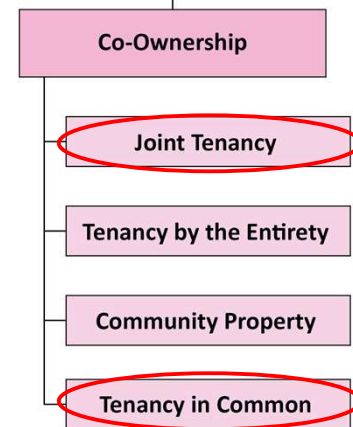 Co-Ownership
Joint Tenancy
Tenancy by the Entirety
Community Property
Tenancy in Common